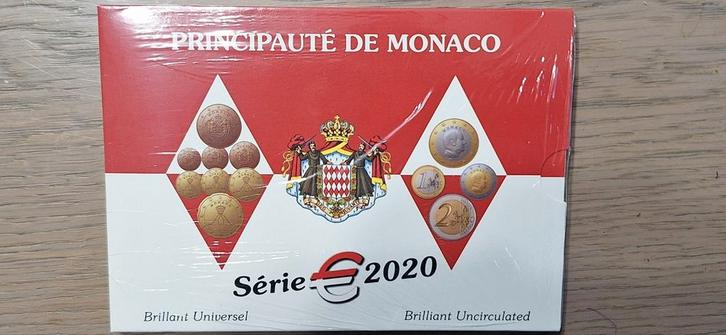 PRINCIPAUTÉ DE MONACO
Série € 2020
Brillant Universel
Brilliant Uncirculated